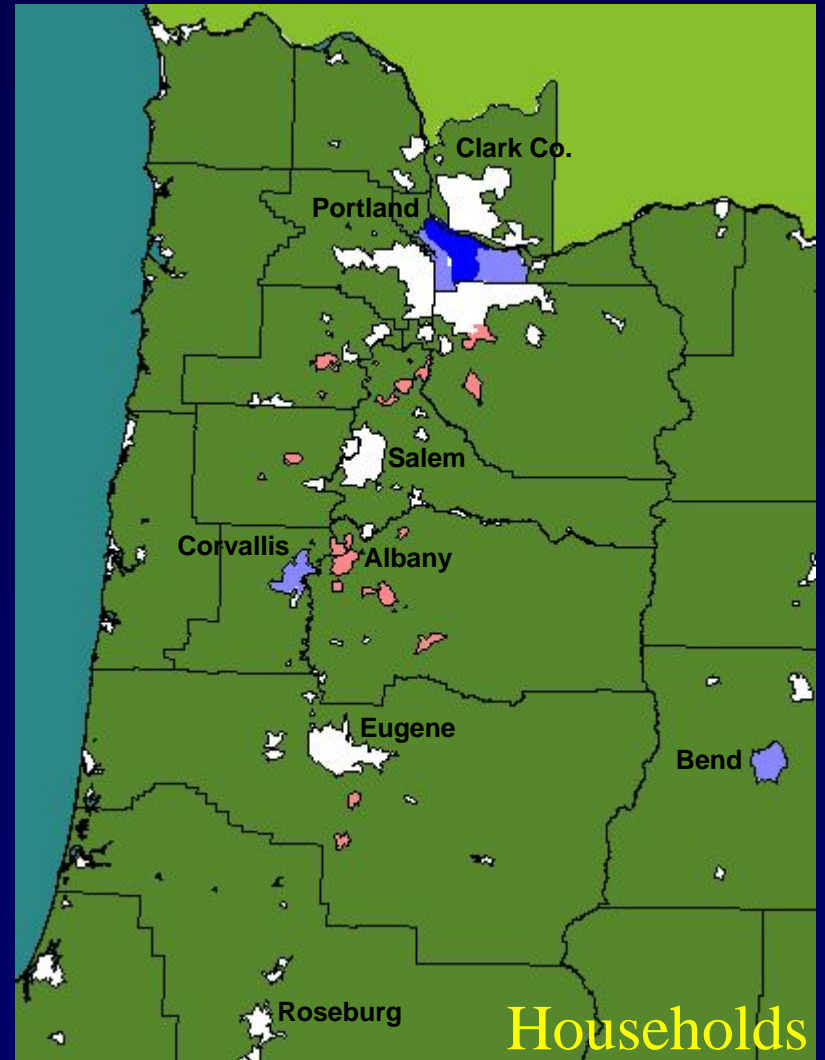 Clark Co.
Portland
Salem
Corvallis
Albany
Eugene
Bend
Roseburg
Households